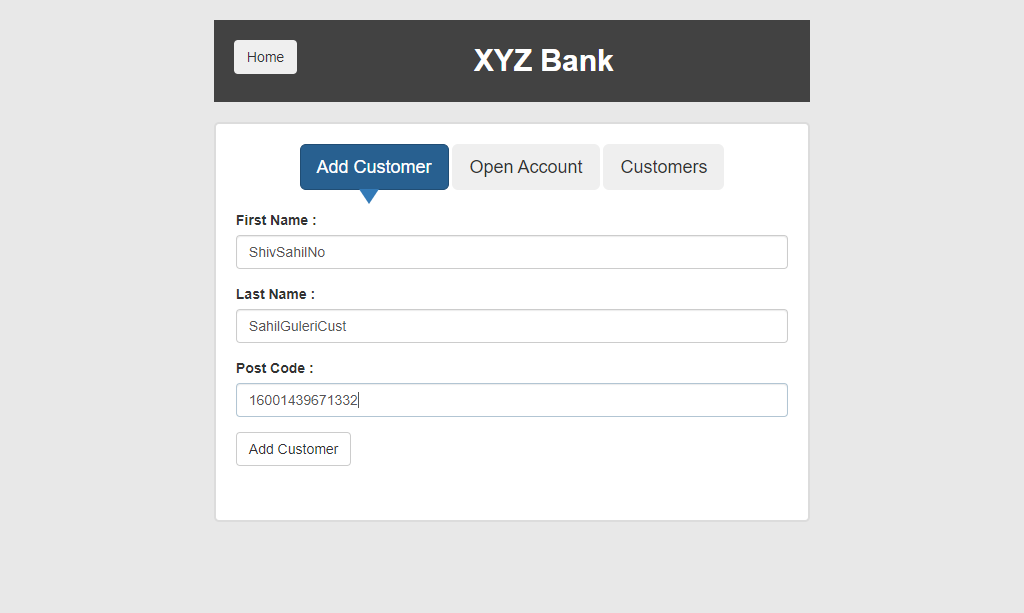 Home
XYZ Bank
Add Customer
Open Account
Customers
First Name :
ShivSahilNo
Last Name :
SahilGuleriCust
Post Code :
16001439671332
Add Customer